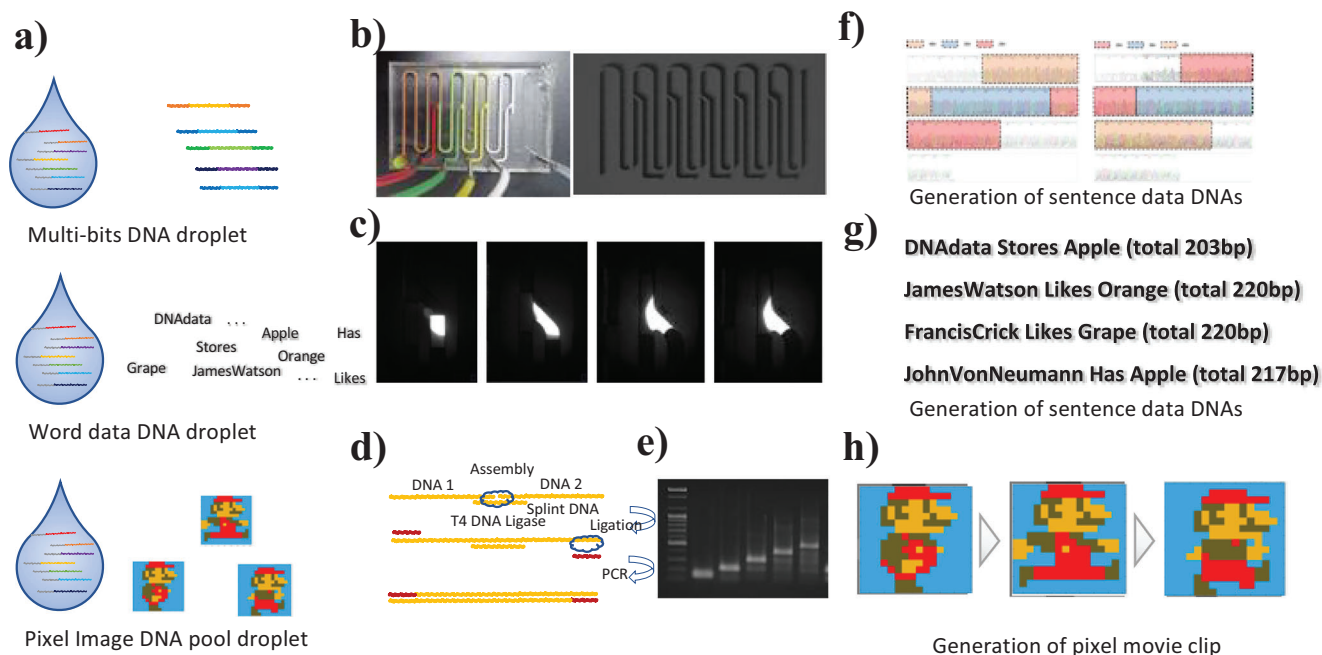 a)
Multi-bits DNA droplet
DNAdata ...
Apple Has
Stores
Orange
Grape JamesWatson ... Likes
Word data DNA droplet
Pixel Image DNA pool droplet
b)
c)
d)
Assembly
DNA 1 DNA 2
Splint DNA
T4 DNA Ligase
Ligation
PCR
e)
f)
Generation of sentence data DNAs
g)
DNAdata Stores Apple (total 203bp)
JamesWatson Likes Orange (total 220bp)
FrancisCrick Likes Grape (total 220bp)
JohnVonNeumann Has Apple (total 217bp)
Generation of sentence data DNAs
h)
Generation of pixel movie clip